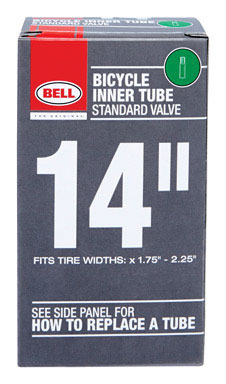 BELL
THE ORIGINAL
BICYCLE
INNER TUBE
STANDARD VALVE
14"
FITS TIRE WIDTHS: x 1.75" - 2.25"
SEE SIDE PANEL FOR
HOW TO REPLACE A TUBE